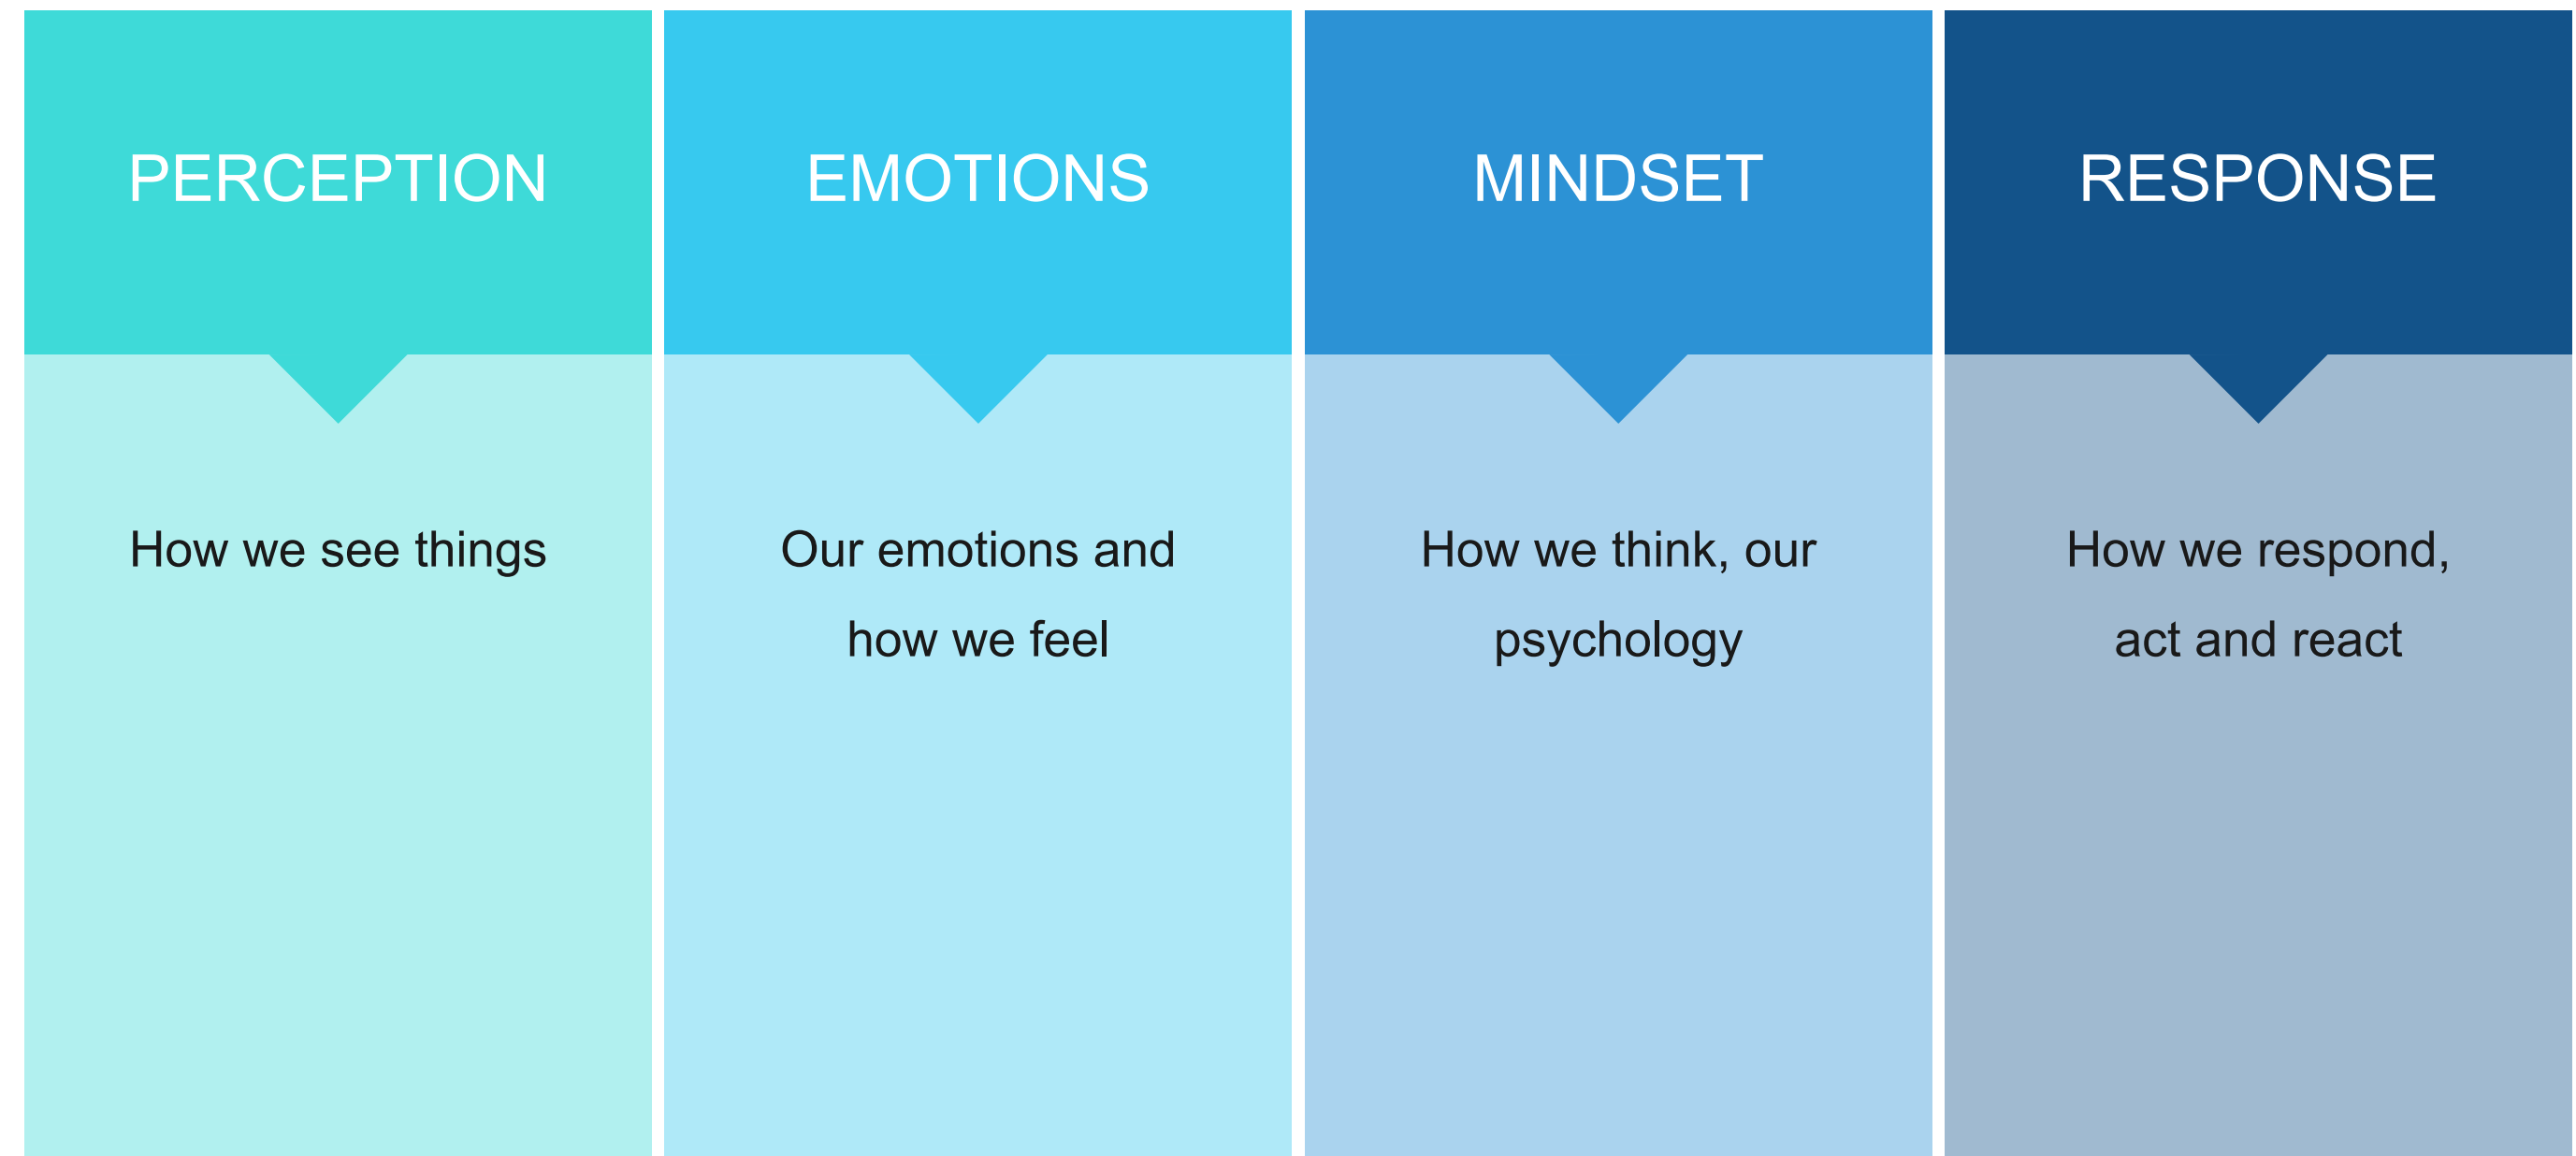 PERCEPTION
How we see things
EMOTIONS
Our emotions and
how we feel
MINDSET
How we think, our
psychology
RESPONSE
How we respond,
act and react